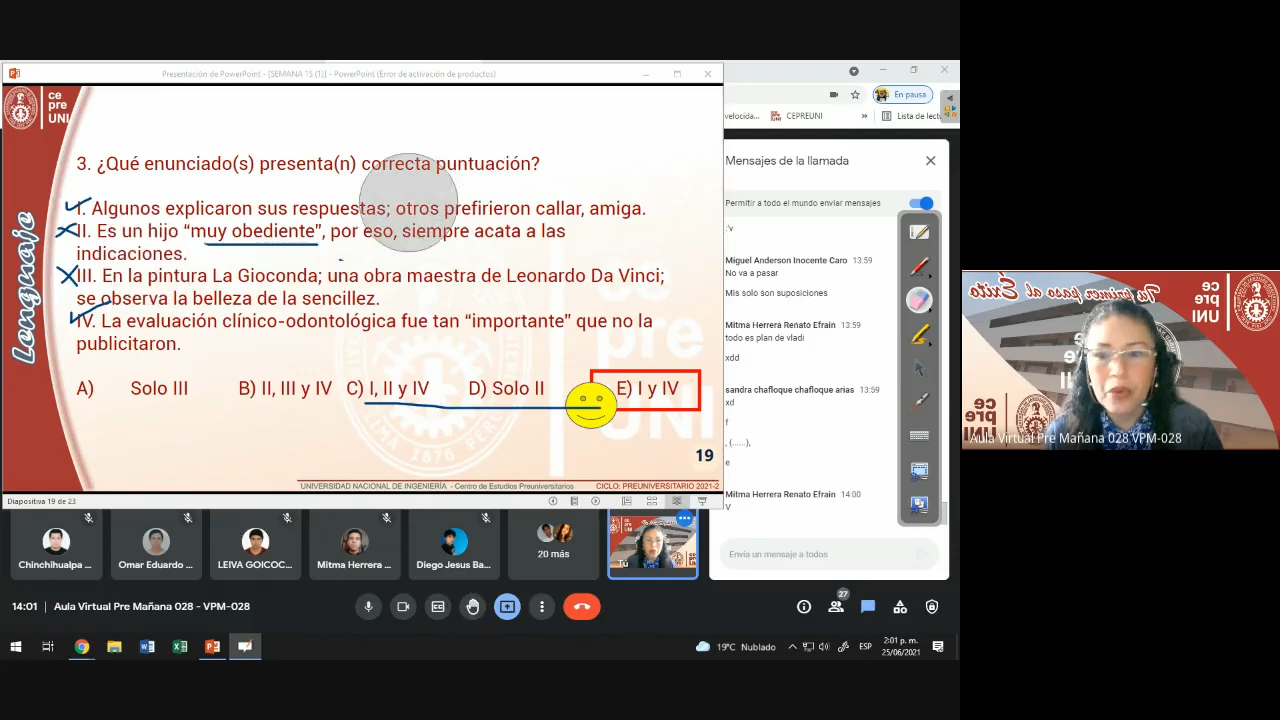 Presentación de PowerPoint - [SEMANA 15 (1)] - PowerPoint (Error de activación de productos)
ce
pre
UNI
Lenguaje
3. ¿Qué enunciado(s) presenta(n) correcta puntuación?
I. Algunos explicaron sus respuestas; otros prefirieron callar, amiga.
II. Es un hijo “muy obediente”, por eso, siempre acata a las
indicaciones.
III. En la pintura La Gioconda; una obra maestra de Leonardo Da Vinci;
se observa la belleza de la sencillez.
IV. La evaluación clínico-odontológica fue tan “importante” que no la
publicitaron.
A) Solo III B) II, III y IV C) I, II y IV D) Solo II E) I y IV
19
UNIVERSIDAD NACIONAL DE INGENIERÍA - Centro de Estudios Preuniversitarios CICLO: PREUNIVERSITARIO 2021-2
Diapositiva 19 de 23
En pausa
velocida... CEPREUNI » Lista de lectu
Mensajes de la llamada
Permitir a todo el mundo enviar mensajes
:'v
Miguel Anderson Inocente Caro 13:59
No va a pasar
Mis solo son suposiciones
Mitma Herrera Renato Efrain 13:59
todo es plan de vladi
xdd
sandra chafloque chafloque arias 13:59
xd
f
, (.....),
e
Mitma Herrera Renato Efrain 14:00
V
Envía un mensaje a todos
Chinchihualpa ... Omar Eduardo ... LEIVA GOICOC... Mitma Herrera ... Diego Jesus Ba... 20 más Tú
14:01 Aula Virtual Pre Mañana 028 - VPM-028
27
19°C Nublado ESP 2:01 p. m.
25/06/2021
Tu primer paso al Éxito
ce
pre
UNI
Aula Virtual Pre Mañana 028 VPM-028